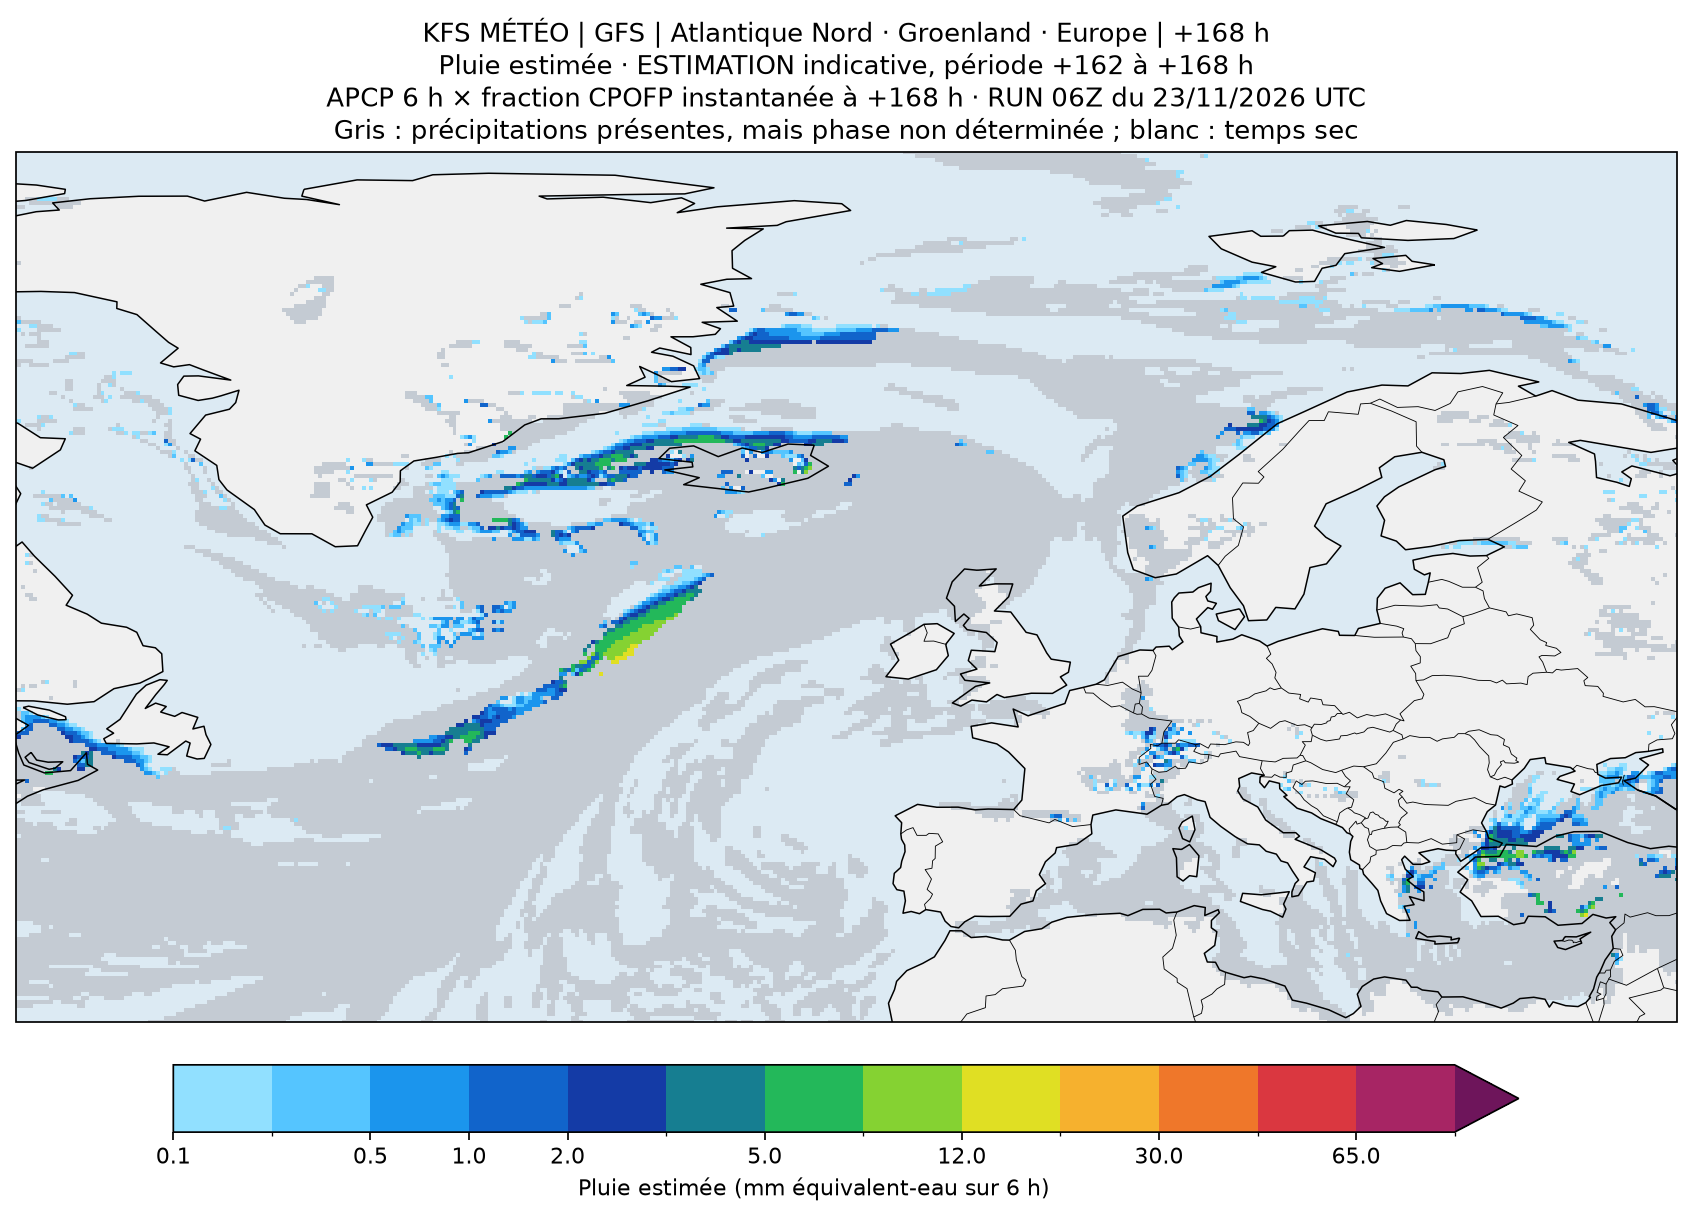 KFS MÉTÉO | GFS | Atlantique Nord · Groenland · Europe | +168 h
Pluie estimée · ESTIMATION indicative, période +162 à +168 h
APCP 6 h × fraction CPOFP instantanée à +168 h · RUN 06Z du 23/11/2026 UTC
Gris : précipitations présentes, mais phase non déterminée ; blanc : temps sec
0.1 0.5 1.0 2.0 5.0 12.0 30.0 65.0
Pluie estimée (mm équivalent-eau sur 6 h)